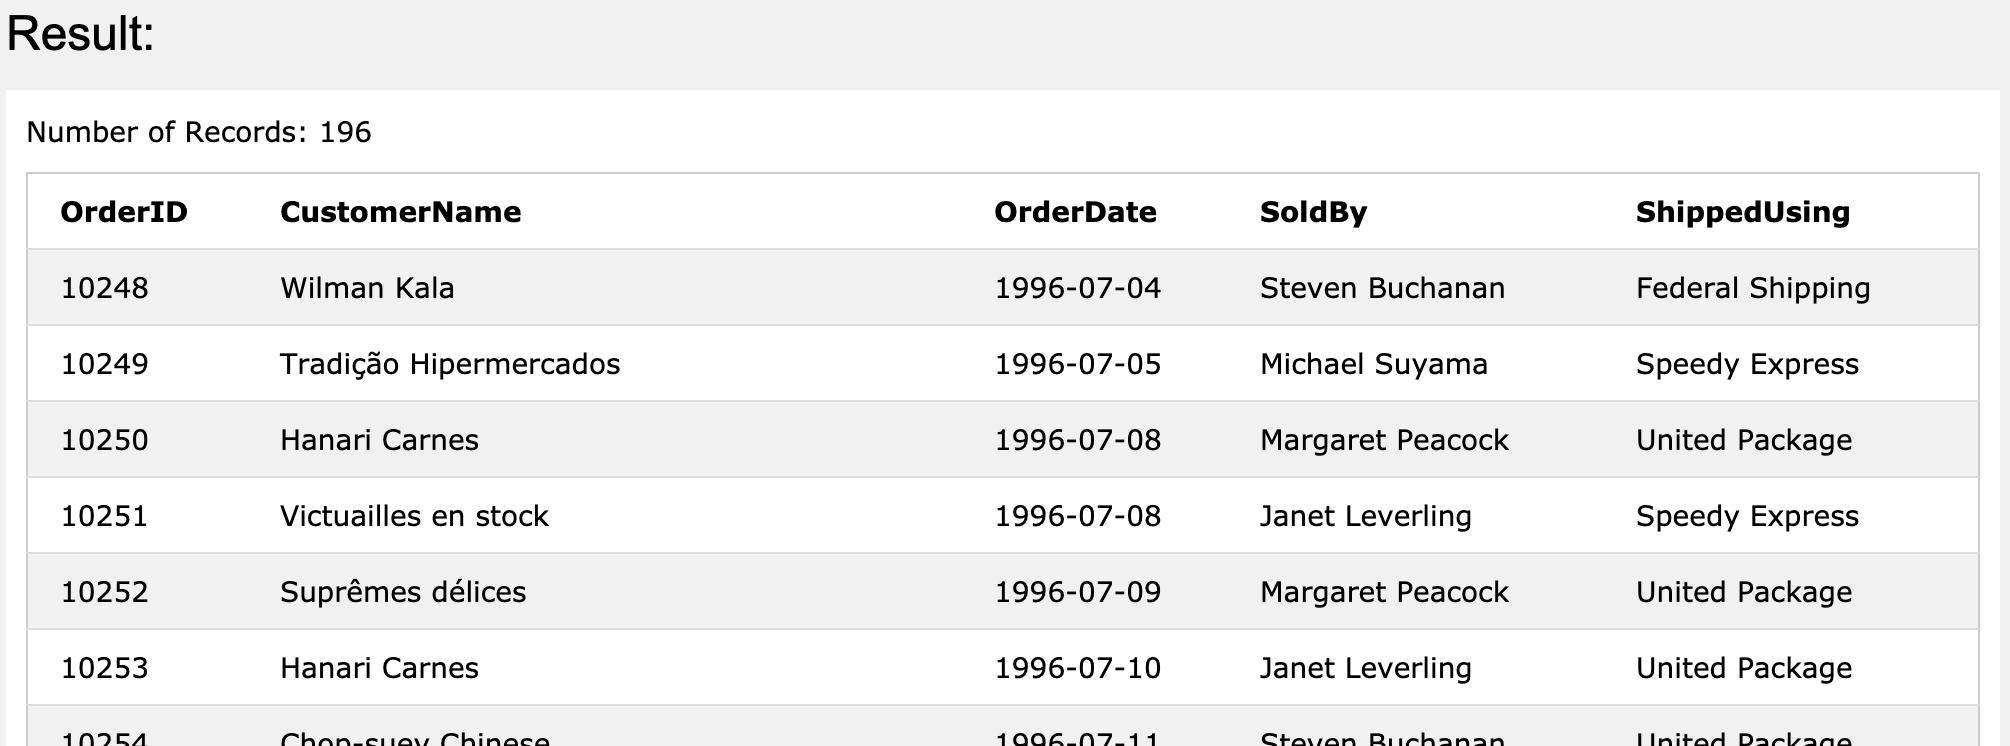 Result:
Number of Records: 196
OrderID CustomerName OrderDate SoldBy ShippedUsing
10248 Wilman Kala 1996-07-04 Steven Buchanan Federal Shipping
10249 Tradição Hipermercados 1996-07-05 Michael Suyama Speedy Express
10250 Hanari Carnes 1996-07-08 Margaret Peacock United Package
10251 Victuailles en stock 1996-07-08 Janet Leverling Speedy Express
10252 Suprêmes délices 1996-07-09 Margaret Peacock United Package
10253 Hanari Carnes 1996-07-10 Janet Leverling United Package
10254 Chop-suey Chinese 1996-07-11 Steven Buchanan United Package